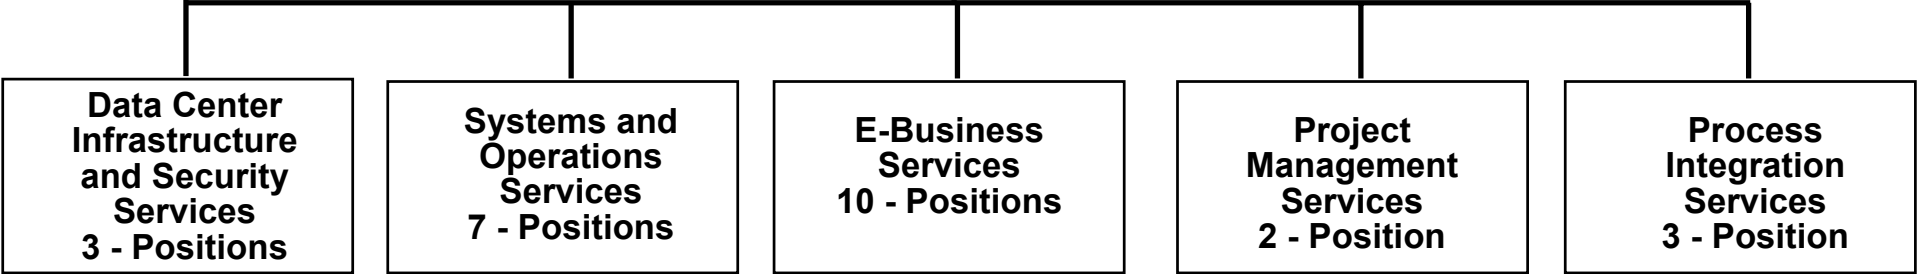 Data Center
Infrastructure
and Security
Services
3 - Positions
Systems and
Operations
Services
7 - Positions
E-Business
Services
10 - Positions
Project
Management
Services
2 - Position
Process
Integration
Services
3 - Position